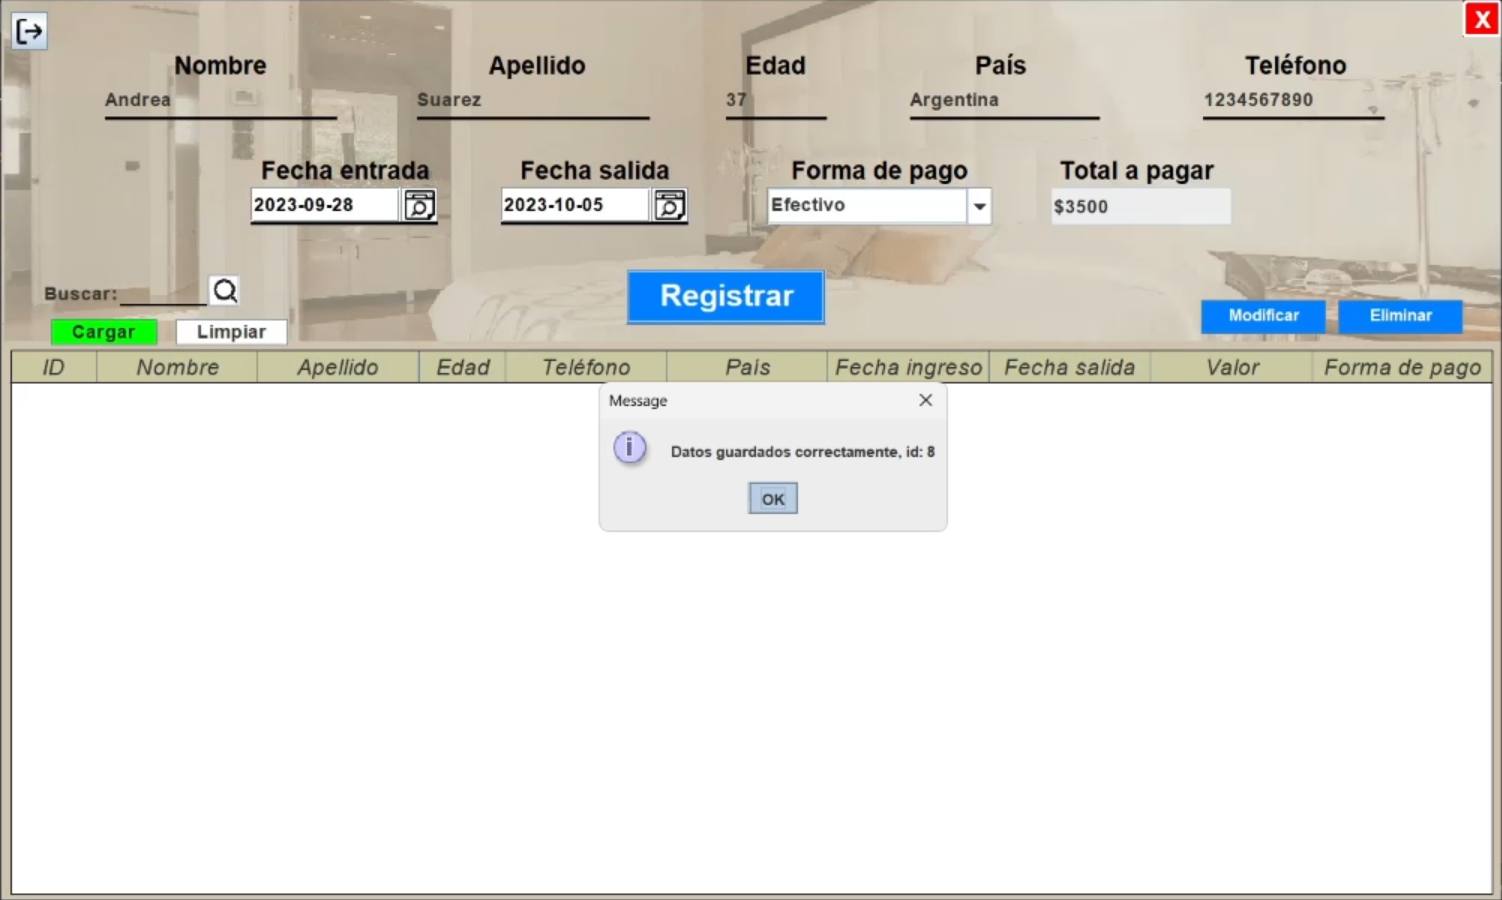 X
Nombre Apellido Edad País Teléfono
Andrea Suarez 37 Argentina 1234567890
Fecha entrada Fecha salida Forma de pago Total a pagar
2023-09-28 2023-10-05 Efectivo $3500
Buscar:
Registrar
Modificar Eliminar
Cargar Limpiar
ID Nombre Apellido Edad Teléfono País Fecha ingreso Fecha salida Valor Forma de pago
Message
Datos guardados correctamente, id: 8
OK